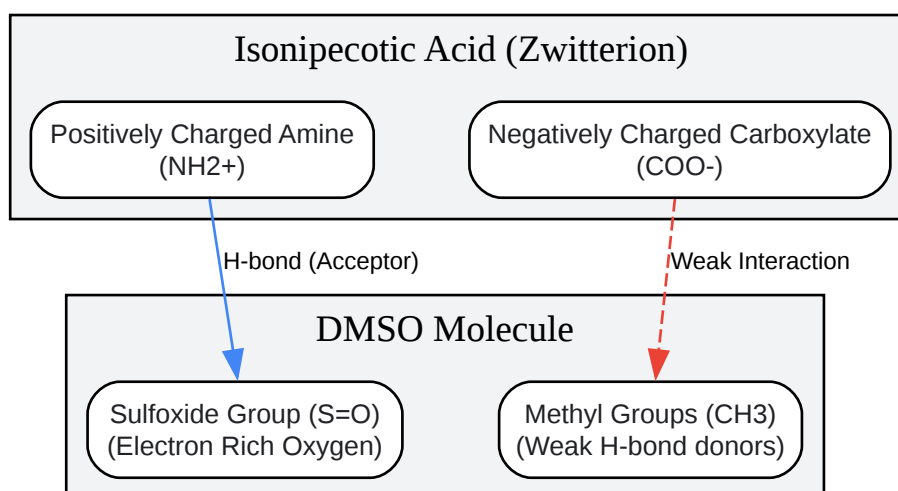 Isonipecotic Acid (Zwitterion)
Positively Charged Amine
(NH2+)
Negatively Charged Carboxylate
(COO-)
H-bond (Acceptor)
Weak Interaction
DMSO Molecule
Sulfoxide Group (S=O)
(Electron Rich Oxygen)
Methyl Groups (CH3)
(Weak H-bond donors)